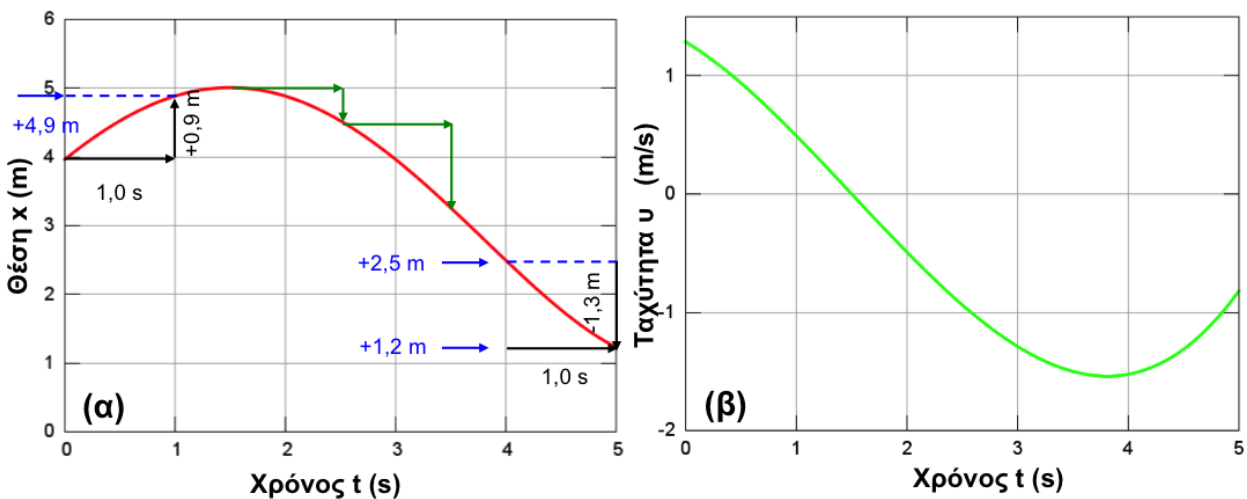 6
5
4
3
2
1
0
+4,9 m
+0,9 m
1,0 s
+2,5 m
-1,3 m
+1,2 m
1,0 s
(α)
0 1 2 3 4 5
Θέση x (m)
Χρόνος t (s)
1
0
-1
-2
(β)
0 1 2 3 4 5
Ταχύτητα υ (m/s)
Χρόνος t (s)